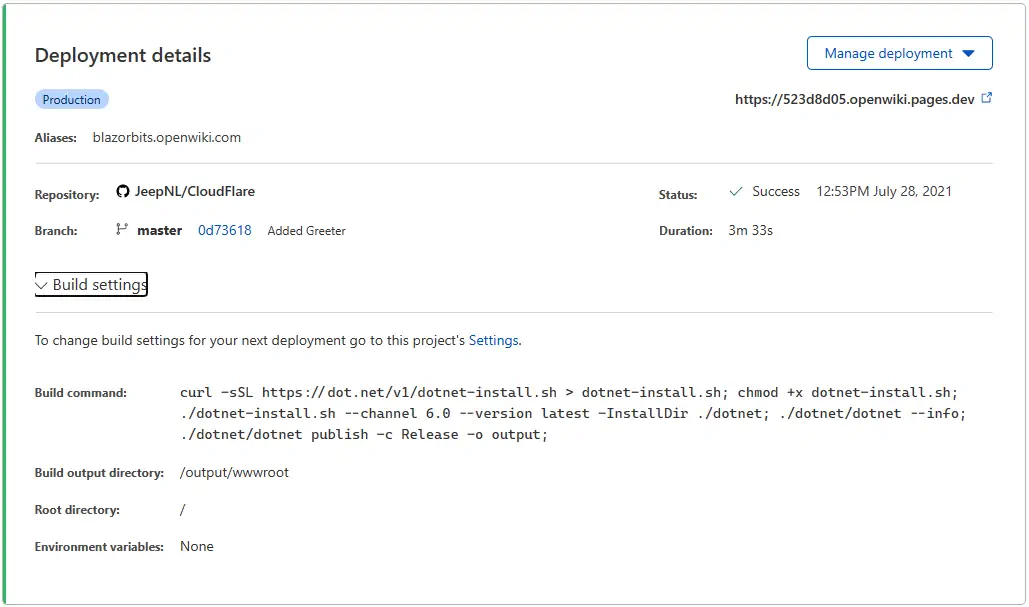 Deployment details
Manage deployment
Production
https://523d8d05.openwiki.pages.dev
Aliases: blazorbits.openwiki.com
Repository: JeepNL/CloudFlare
Status: Success 12:53PM July 28, 2021
Branch: master 0d73618 Added Greeter
Duration: 3m 33s
Build settings
To change build settings for your next deployment go to this project's Settings.
Build command: curl -sSL https://dot.net/v1/dotnet-install.sh > dotnet-install.sh; chmod +x dotnet-install.sh;
./dotnet-install.sh --channel 6.0 --version latest -InstallDir ./dotnet; ./dotnet/dotnet --info;
./dotnet/dotnet publish -c Release -o output;
Build output directory: /output/wwwroot
Root directory: /
Environment variables: None